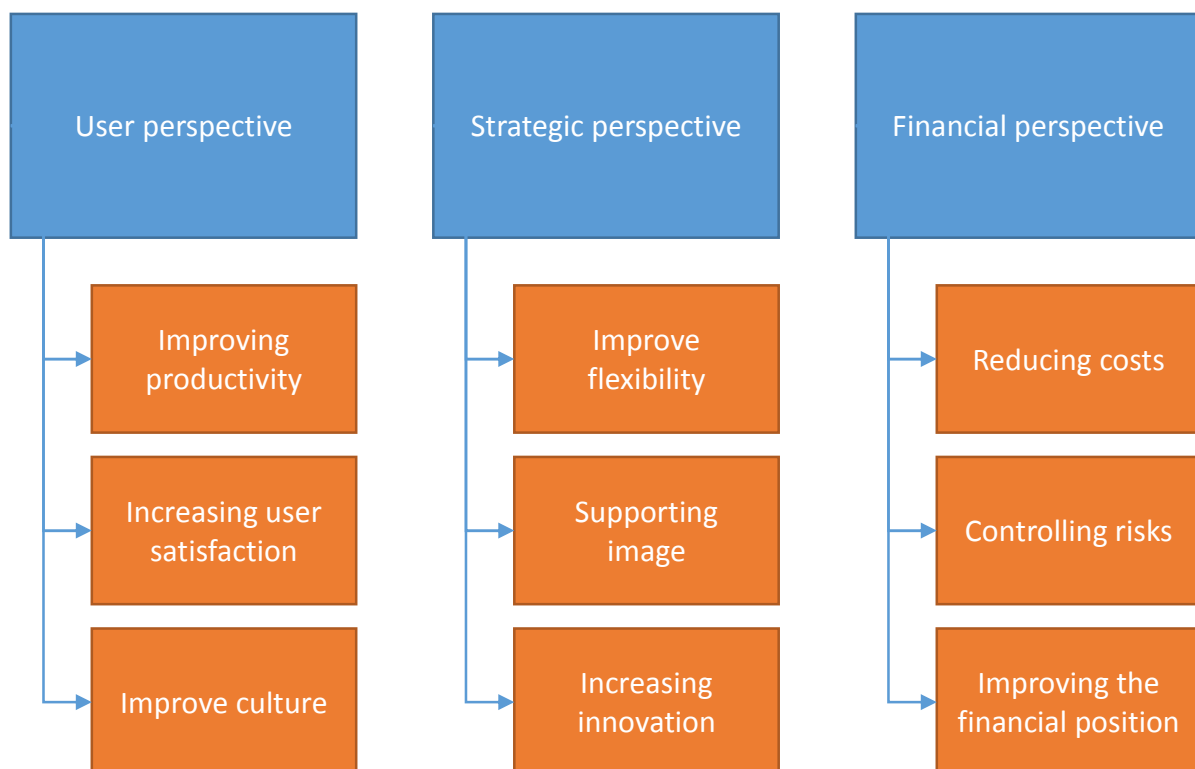 User perspective
Improving
productivity
Increasing user
satisfaction
Improve culture
Strategic perspective
Improve
flexibility
Supporting
image
Increasing
innovation
Financial perspective
Reducing costs
Controlling risks
Improving the
financial position